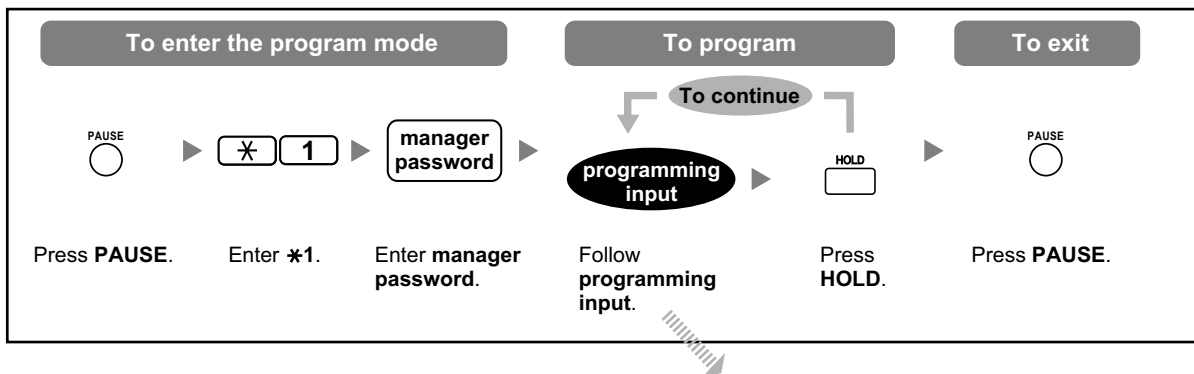 To enter the program mode
To program
To exit
To continue
PAUSE
* 1
manager
password
programming
input
HOLD
PAUSE
Press PAUSE.
Enter *1.
Enter manager
password.
Follow
programming
input.
Press
HOLD.
Press PAUSE.